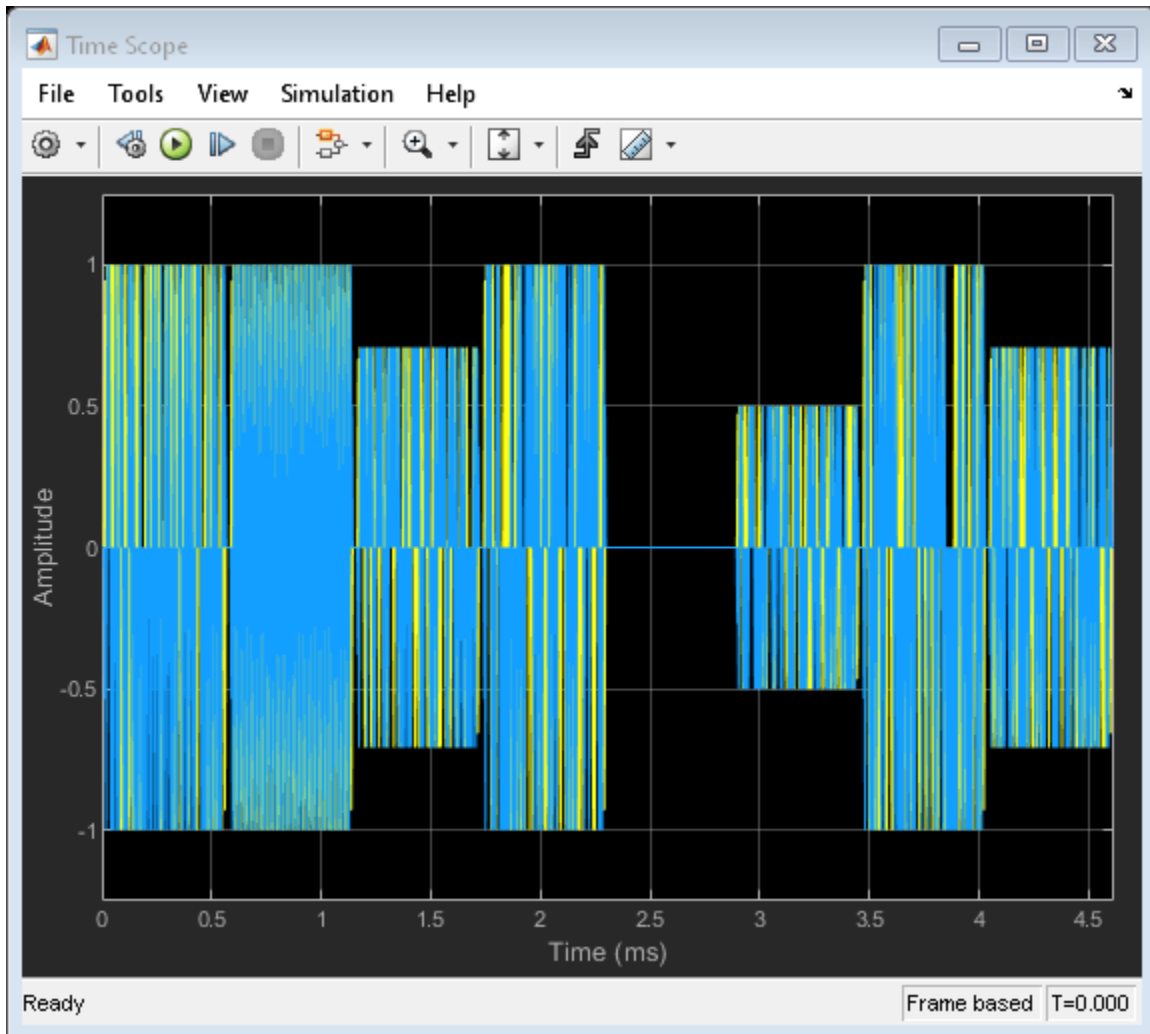 Time Scope
File Tools View Simulation Help
1
0.5
0
-0.5
-1
Amplitude
0 0.5 1 1.5 2 2.5 3 3.5 4 4.5
Time (ms)
Ready Frame based T=0.000